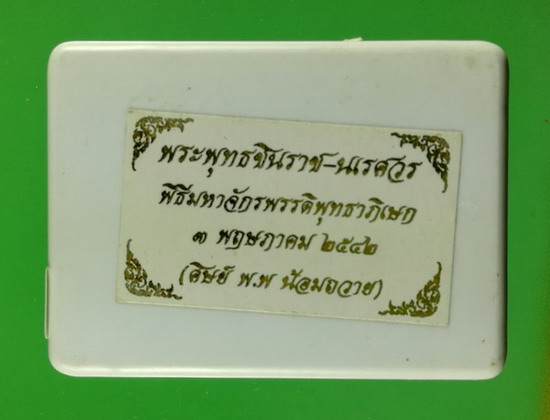 พระพุทธชินราช-นเรศวร
พิธีมหาจักรพรรดิพุทธาภิเษก
๗ พฤษภาคม ๒๕๔๒
(ศิษย์ พ.พ น้อมถวาย)